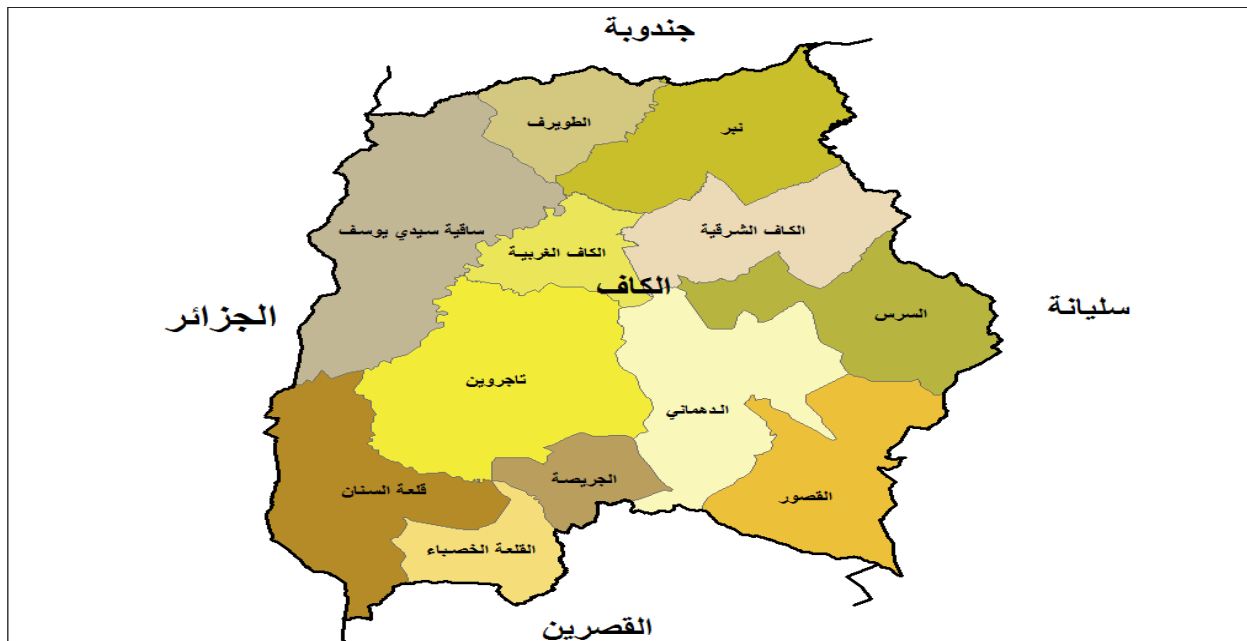 جندوبة
الطويرف
نبر
ساقية سيدي يوسف
الكاف الغربية
الكاف الشرقية
الكاف
الجزائر
سليانة
السرس
تاجروين
الدهماني
قلعة السنان
الجريصة
القصور
القلعة الخصباء
القصرين